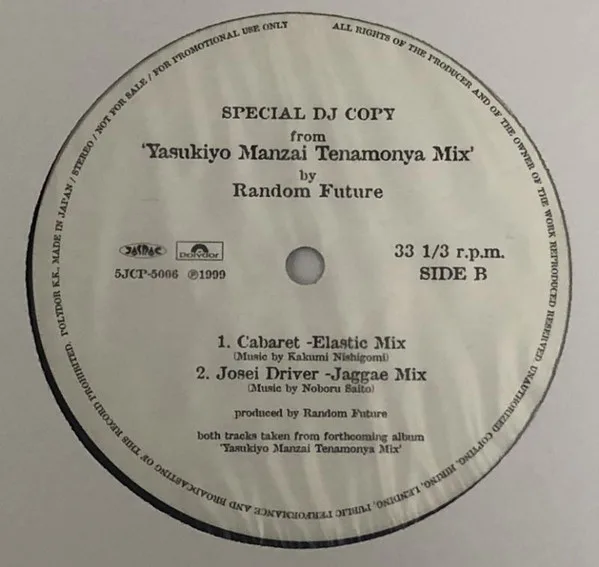 SPECIAL DJ COPY
from
'Yasukiyo Manzai Tenamonya Mix'
by
Random Future
JASRAC
Polydor
5JCP-5006 ℗1999
33 1/3 r.p.m.
SIDE B
1. Cabaret -Elastic Mix
(Music by Kakumi Nishigomi)
2. Josei Driver -Jaggae Mix
(Music by Noboru Saito)
produced by Random Future
both tracks taken from forthcoming album
'Yasukiyo Manzai Tenamonya Mix'
POLYDOR K.K., MADE IN JAPAN / STEREO / NOT FOR SALE / FOR PROMOTIONAL USE ONLY
ALL RIGHTS OF THE PRODUCER AND OF THE OWNER OF THE WORK REPRODUCED RESERVED. UNAUTHORIZED COPYING, HIRING, LENDING, PUBLIC PERFORMANCE AND BROADCASTING OF THIS RECORD PROHIBITED.